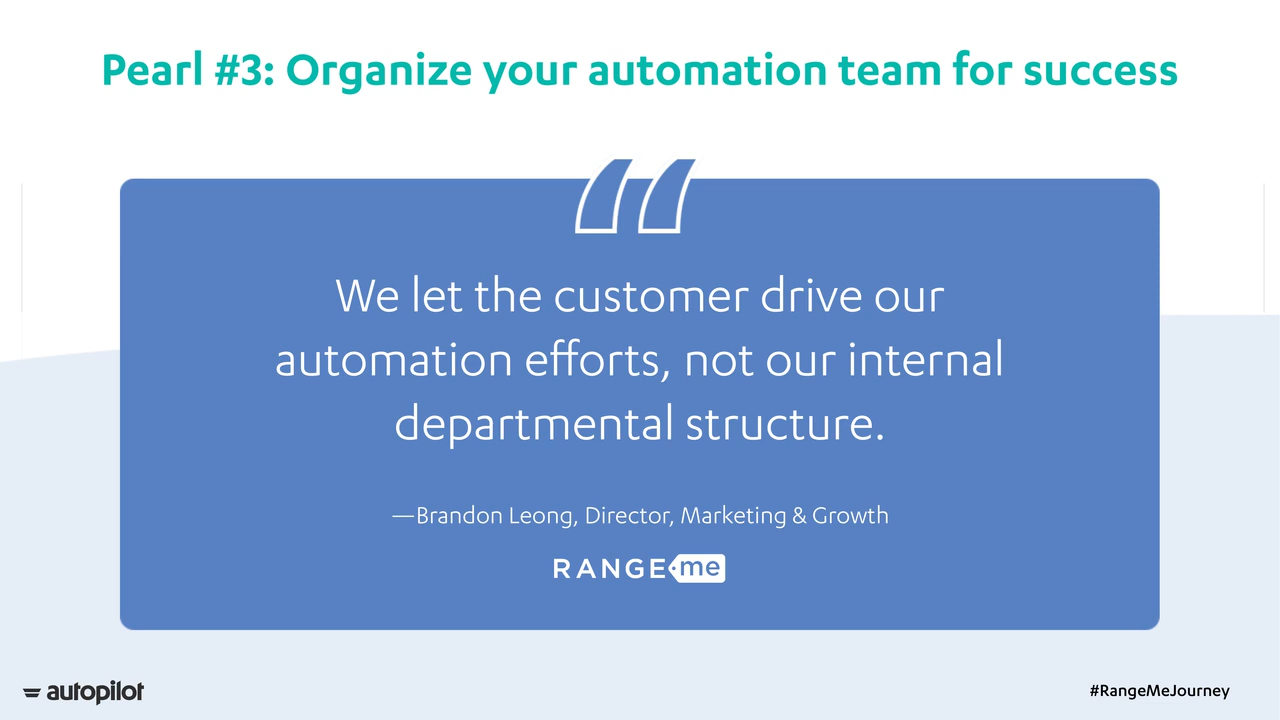 Pearl #3: Organize your automation team for success
“
We let the customer drive our
automation efforts, not our internal
departmental structure.
—Brandon Leong, Director, Marketing & Growth
RANGE me
autopilot
#RangeMeJourney